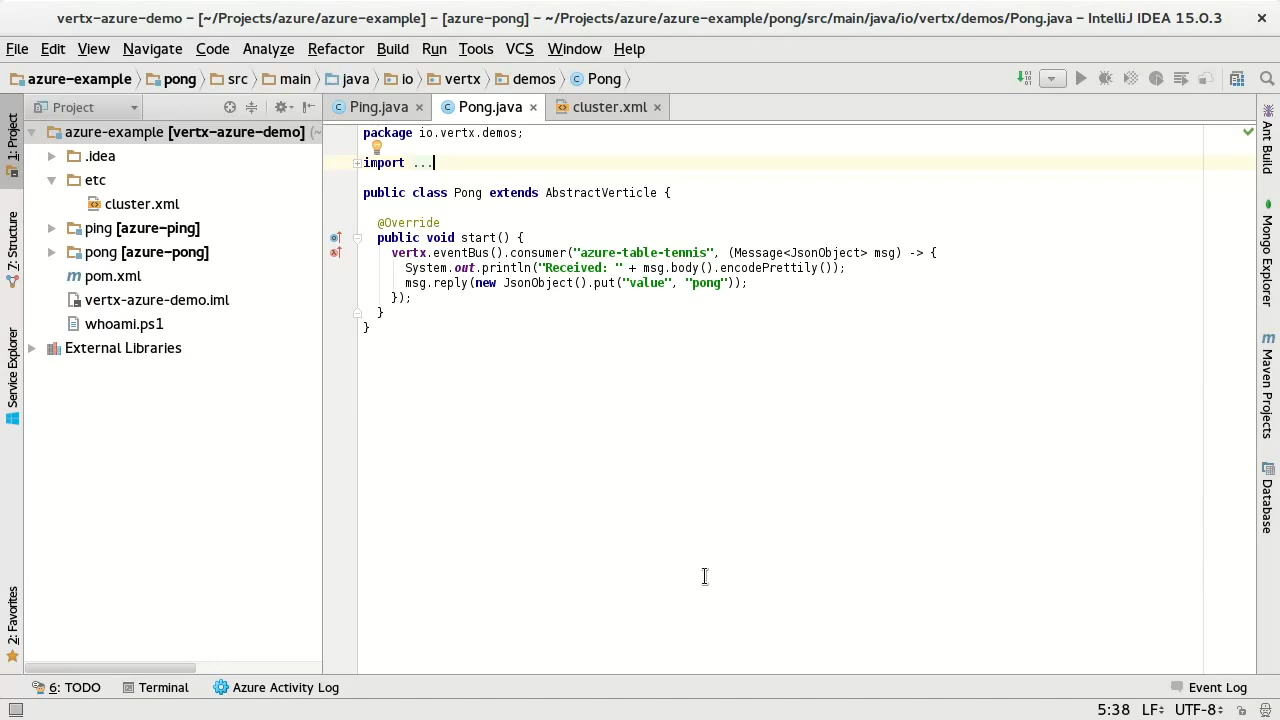 vertx-azure-demo – [~/Projects/azure/azure-example] – [azure-pong] – ~/Projects/azure/azure-example/pong/src/main/java/io/vertx/demos/Pong.java – IntelliJ IDEA 15.0.3
File Edit View Navigate Code Analyze Refactor Build Run Tools VCS Window Help
azure-example pong src main java io vertx demos Pong
Project
Ping.java
Pong.java
cluster.xml
1: Project
7: Structure
Service Explorer
2: Favorites
azure-example [vertx-azure-demo] (~
.idea
etc
cluster.xml
ping [azure-ping]
pong [azure-pong]
pom.xml
vertx-azure-demo.iml
whoami.ps1
External Libraries
package io.vertx.demos;
import ...
public class Pong extends AbstractVerticle {
@Override
public void start() {
vertx.eventBus().consumer("azure-table-tennis", (Message<JsonObject> msg) -> {
System.out.println("Received: " + msg.body().encodePrettily());
msg.reply(new JsonObject().put("value", "pong"));
});
}
}
Ant Build
Mongo Explorer
Maven Projects
Database
6: TODO
Terminal
Azure Activity Log
Event Log
5:38 LF UTF-8